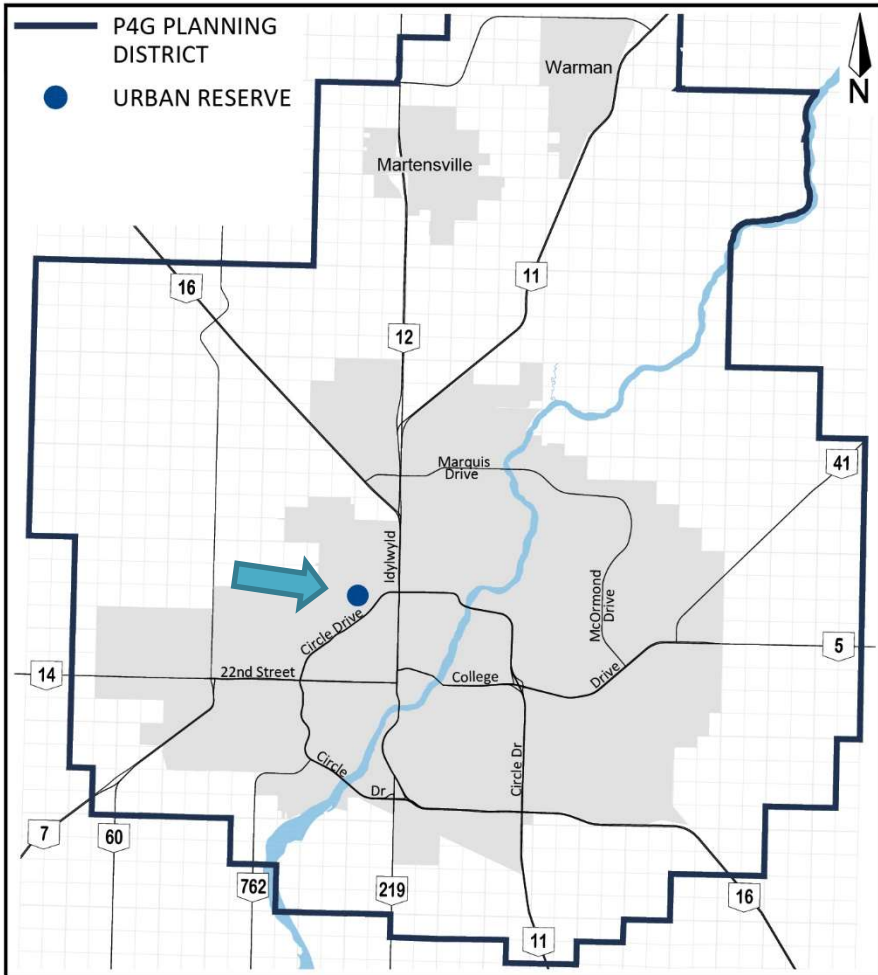 P4G PLANNING
DISTRICT
URBAN RESERVE
N
Warman
Martensville
16
11
12
41
Marquis
Drive
Idylwyld
McOrmond
Drive
Circle Drive
5
14
22nd Street
College
Drive
Circle
Dr
Circle Dr
7
60
762
219
16
11